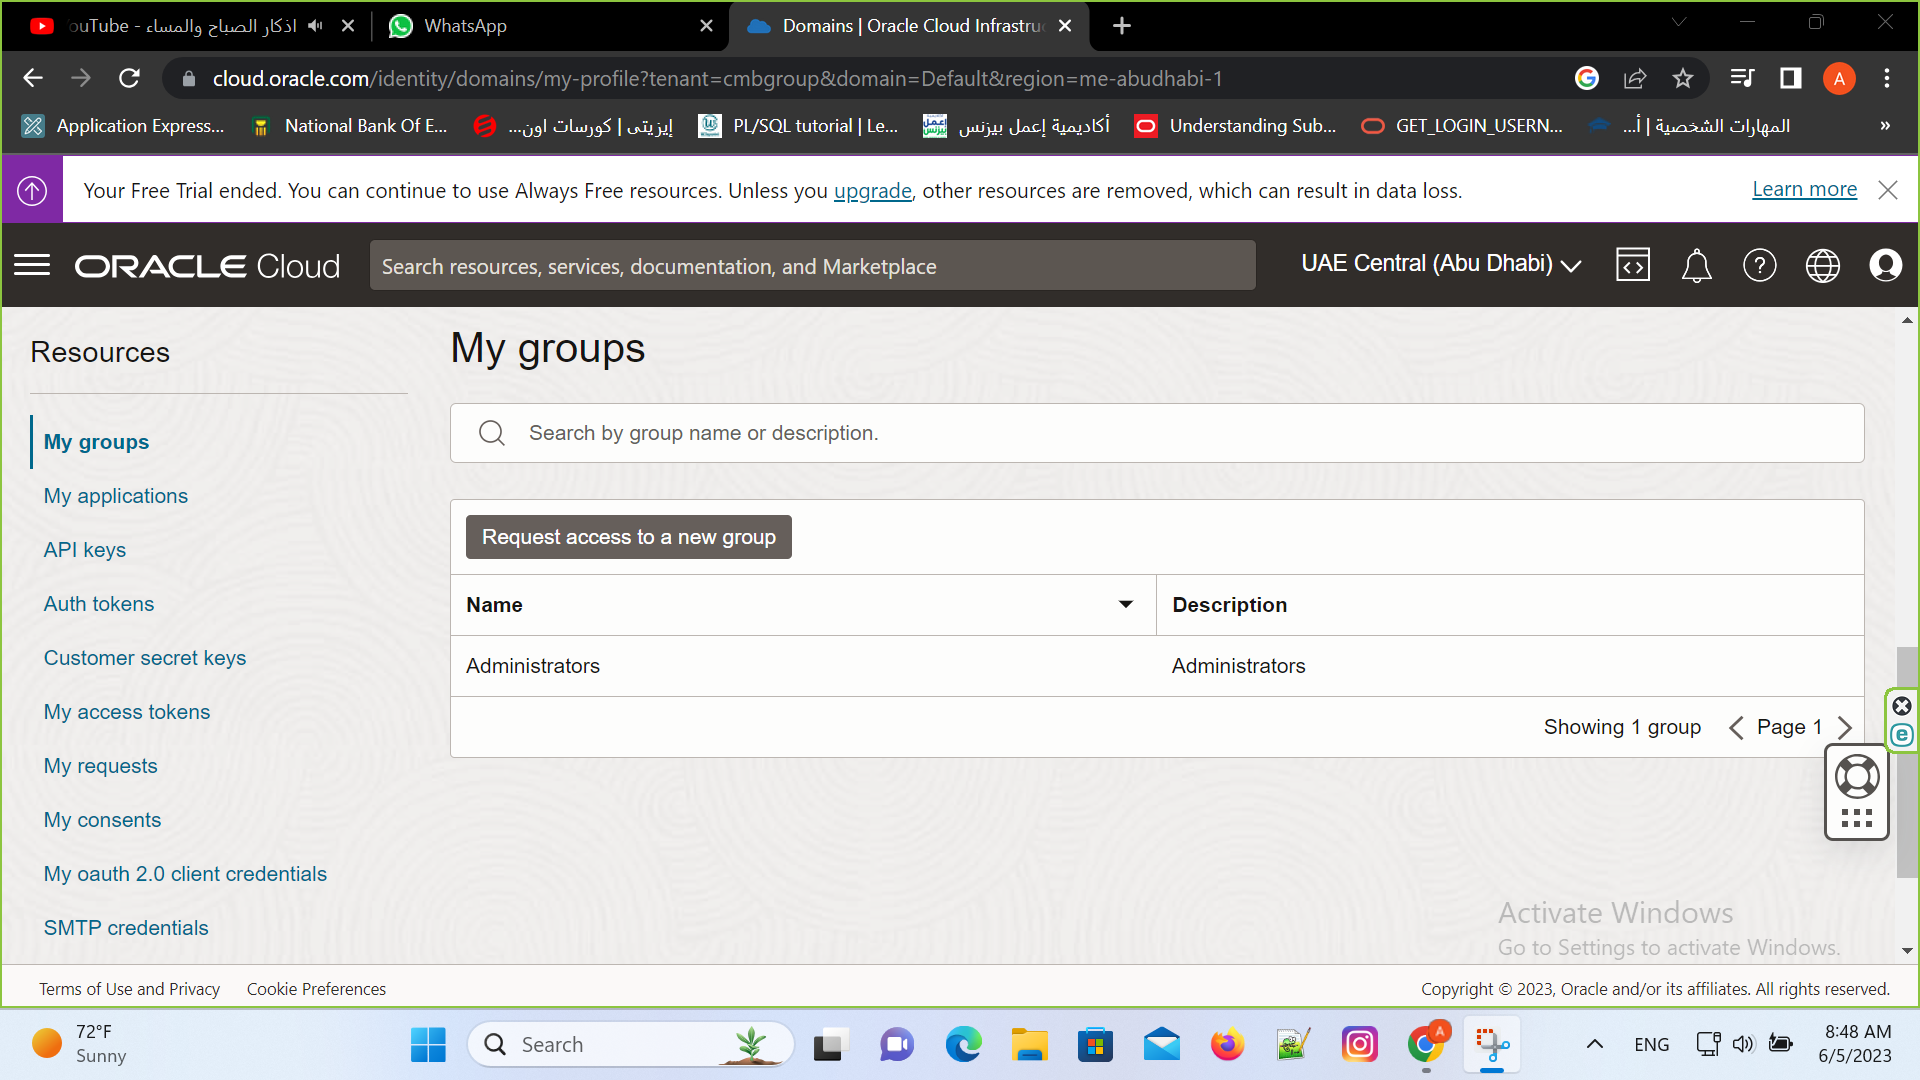 ouTube - اذكار الصباح والمساء
WhatsApp
Domains | Oracle Cloud Infrastru
cloud.oracle.com/identity/domains/my-profile?tenant=cmbgroup&domain=Default&region=me-abudhabi-1
A
Application Express...
National Bank Of E...
إيزيتى | كورسات اون...
PL/SQL tutorial | Le...
أكاديمية إعمل بيزنس
Understanding Sub...
GET_LOGIN_USERN...
المهارات الشخصية | أ...
»
Your Free Trial ended. You can continue to use Always Free resources. Unless you upgrade, other resources are removed, which can result in data loss.
Learn more
ORACLE Cloud
Search resources, services, documentation, and Marketplace
UAE Central (Abu Dhabi)
Resources
My groups
My applications
API keys
Auth tokens
Customer secret keys
My access tokens
My requests
My consents
My oauth 2.0 client credentials
SMTP credentials
My groups
Search by group name or description.
Request access to a new group
Name
Description
Administrators
Administrators
Showing 1 group
Page 1
Activate Windows
Go to Settings to activate Windows.
Terms of Use and Privacy
Cookie Preferences
Copyright © 2023, Oracle and/or its affiliates. All rights reserved.
72°F
Sunny
Search
A
ENG
8:48 AM
6/5/2023